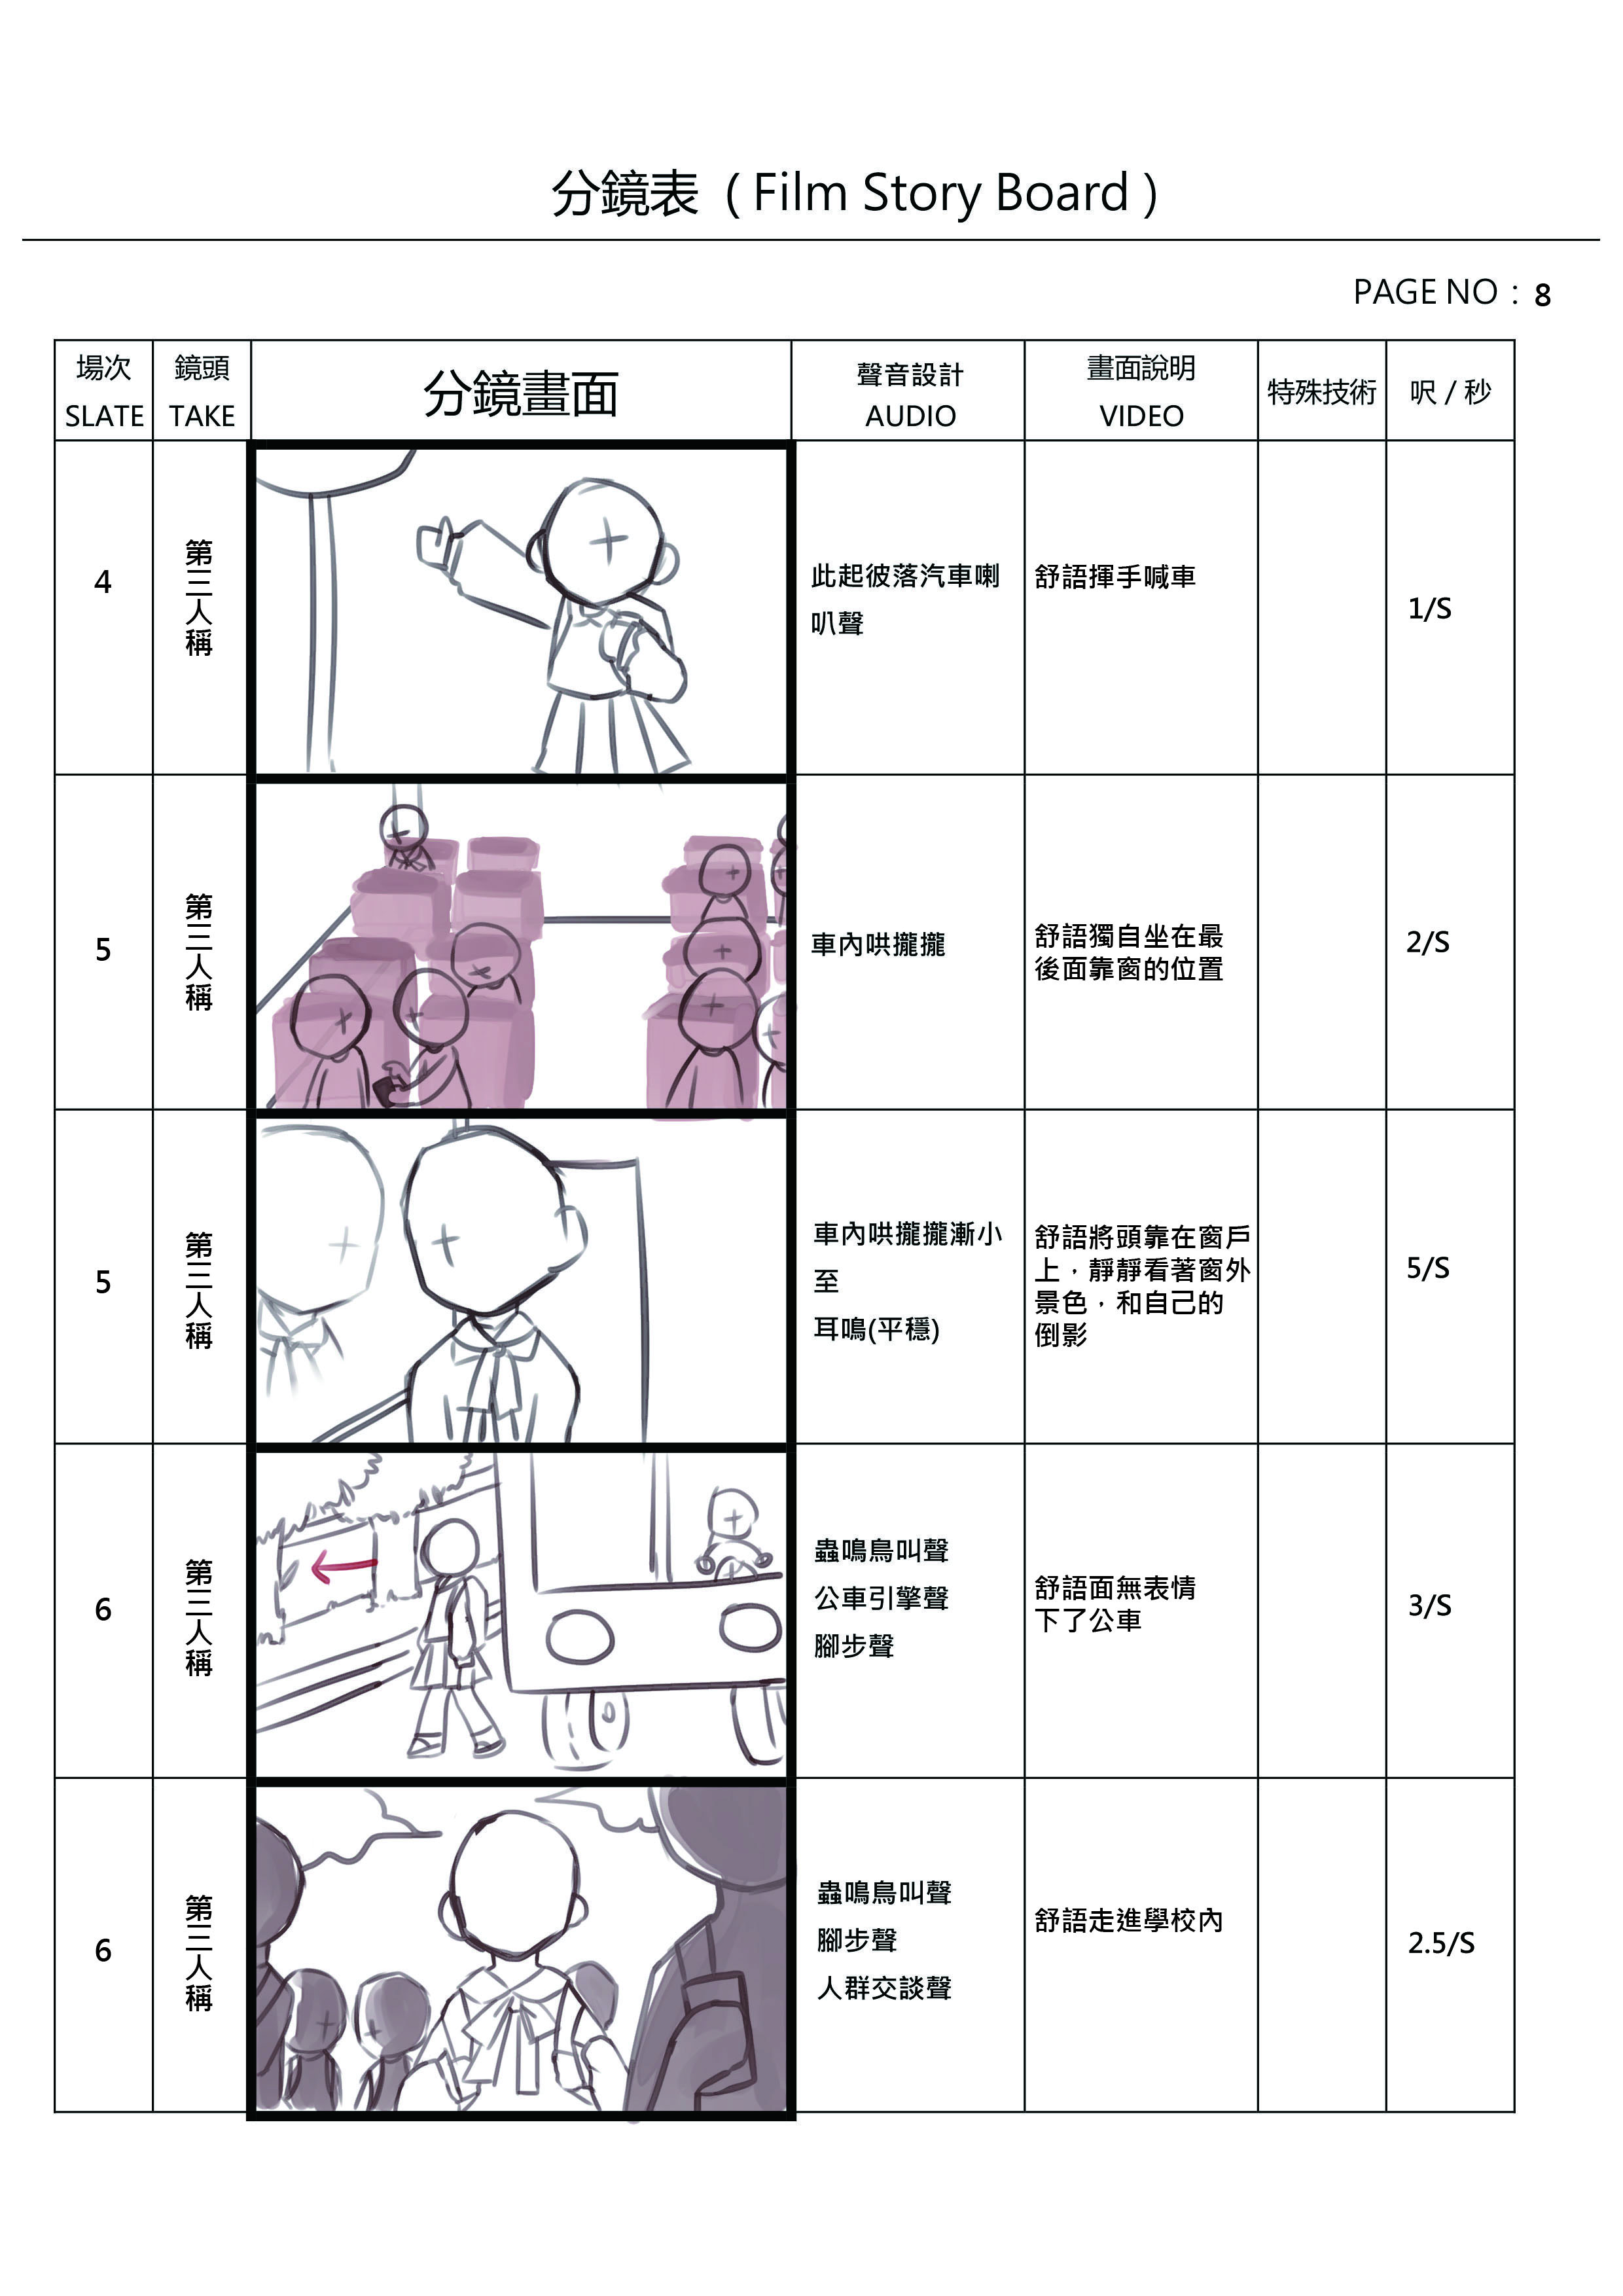 分鏡表 ( Film Story Board )
PAGE NO : 8
場次
SLATE
鏡頭
TAKE
分鏡畫面
聲音設計
AUDIO
畫面說明
VIDEO
特殊技術
呎 / 秒
4
第三人稱
此起彼落汽車喇
叭聲
舒語揮手喊車
1/S
5
第三人稱
車內哄攏攏
舒語獨自坐在最
後面靠窗的位置
2/S
5
第三人稱
車內哄攏攏漸小
至
耳鳴(平穩)
舒語將頭靠在窗戶
上，靜靜看著窗外
景色，和自己的
倒影
5/S
6
第三人稱
蟲鳴鳥叫聲
公車引擎聲
腳步聲
舒語面無表情
下了公車
3/S
6
第三人稱
蟲鳴鳥叫聲
腳步聲
人群交談聲
舒語走進學校內
2.5/S